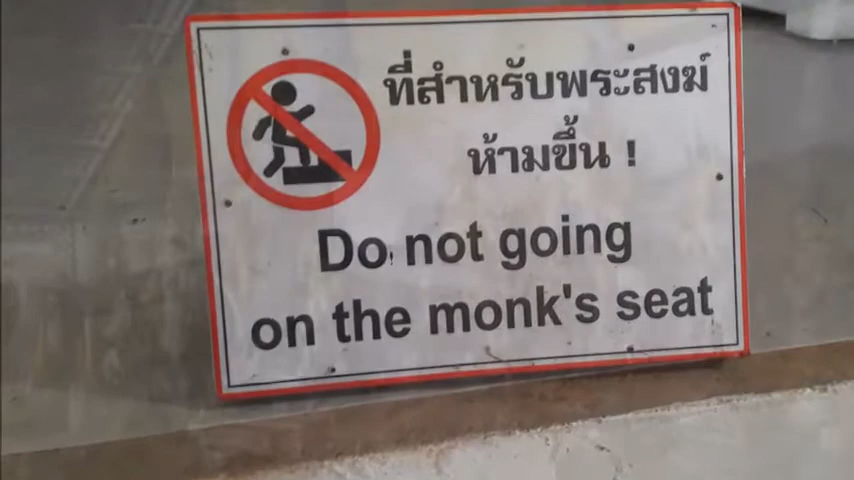 ที่สำหรับพระสงฆ์
ห้ามขึ้น !
Do not going
on the monk's seat